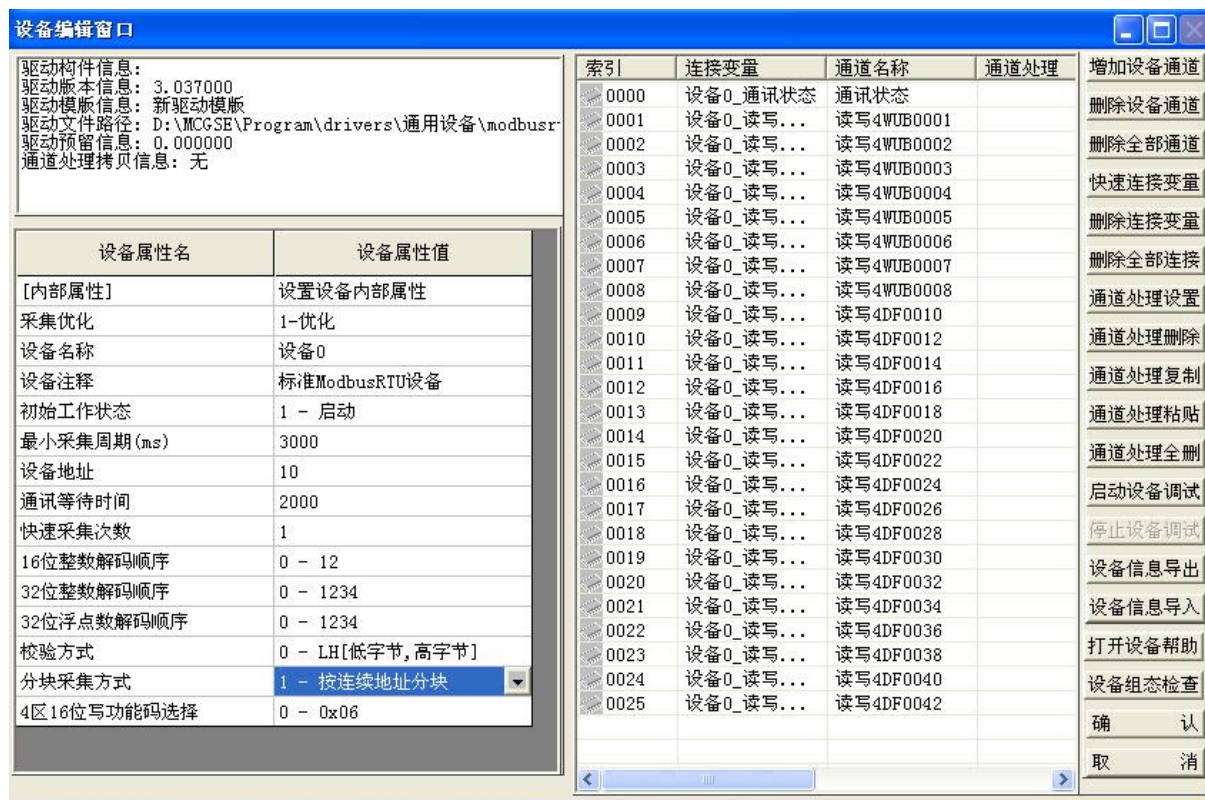 设备编辑窗口
驱动构件信息:
驱动版本信息: 3.037000
驱动模版信息: 新驱动模版
驱动文件路径: D:\MCGSE\Program\drivers\通用设备\modbusr
驱动预留信息: 0.000000
通道处理拷贝信息: 无
设备属性名 设备属性值
[内部属性] 设置设备内部属性
采集优化 1-优化
设备名称 设备0
设备注释 标准ModbusRTU设备
初始工作状态 1 - 启动
最小采集周期(ms) 3000
设备地址 10
通讯等待时间 2000
快速采集次数 1
16位整数解码顺序 0 - 12
32位整数解码顺序 0 - 1234
32位浮点数解码顺序 0 - 1234
校验方式 0 - LH[低字节,高字节]
分块采集方式 1 - 按连续地址分块
4区16位写功能码选择 0 - 0x06
索引 连接变量 通道名称 通道处理
0000 设备0_通讯状态 通讯状态
0001 设备0_读写... 读写4WUB0001
0002 设备0_读写... 读写4WUB0002
0003 设备0_读写... 读写4WUB0003
0004 设备0_读写... 读写4WUB0004
0005 设备0_读写... 读写4WUB0005
0006 设备0_读写... 读写4WUB0006
0007 设备0_读写... 读写4WUB0007
0008 设备0_读写... 读写4WUB0008
0009 设备0_读写... 读写4DF0010
0010 设备0_读写... 读写4DF0012
0011 设备0_读写... 读写4DF0014
0012 设备0_读写... 读写4DF0016
0013 设备0_读写... 读写4DF0018
0014 设备0_读写... 读写4DF0020
0015 设备0_读写... 读写4DF0022
0016 设备0_读写... 读写4DF0024
0017 设备0_读写... 读写4DF0026
0018 设备0_读写... 读写4DF0028
0019 设备0_读写... 读写4DF0030
0020 设备0_读写... 读写4DF0032
0021 设备0_读写... 读写4DF0034
0022 设备0_读写... 读写4DF0036
0023 设备0_读写... 读写4DF0038
0024 设备0_读写... 读写4DF0040
0025 设备0_读写... 读写4DF0042
增加设备通道
删除设备通道
删除全部通道
快速连接变量
删除连接变量
删除全部连接
通道处理设置
通道处理删除
通道处理复制
通道处理粘贴
通道处理全删
启动设备调试
停止设备调试
设备信息导出
设备信息导入
打开设备帮助
设备组态检查
确 认
取 消